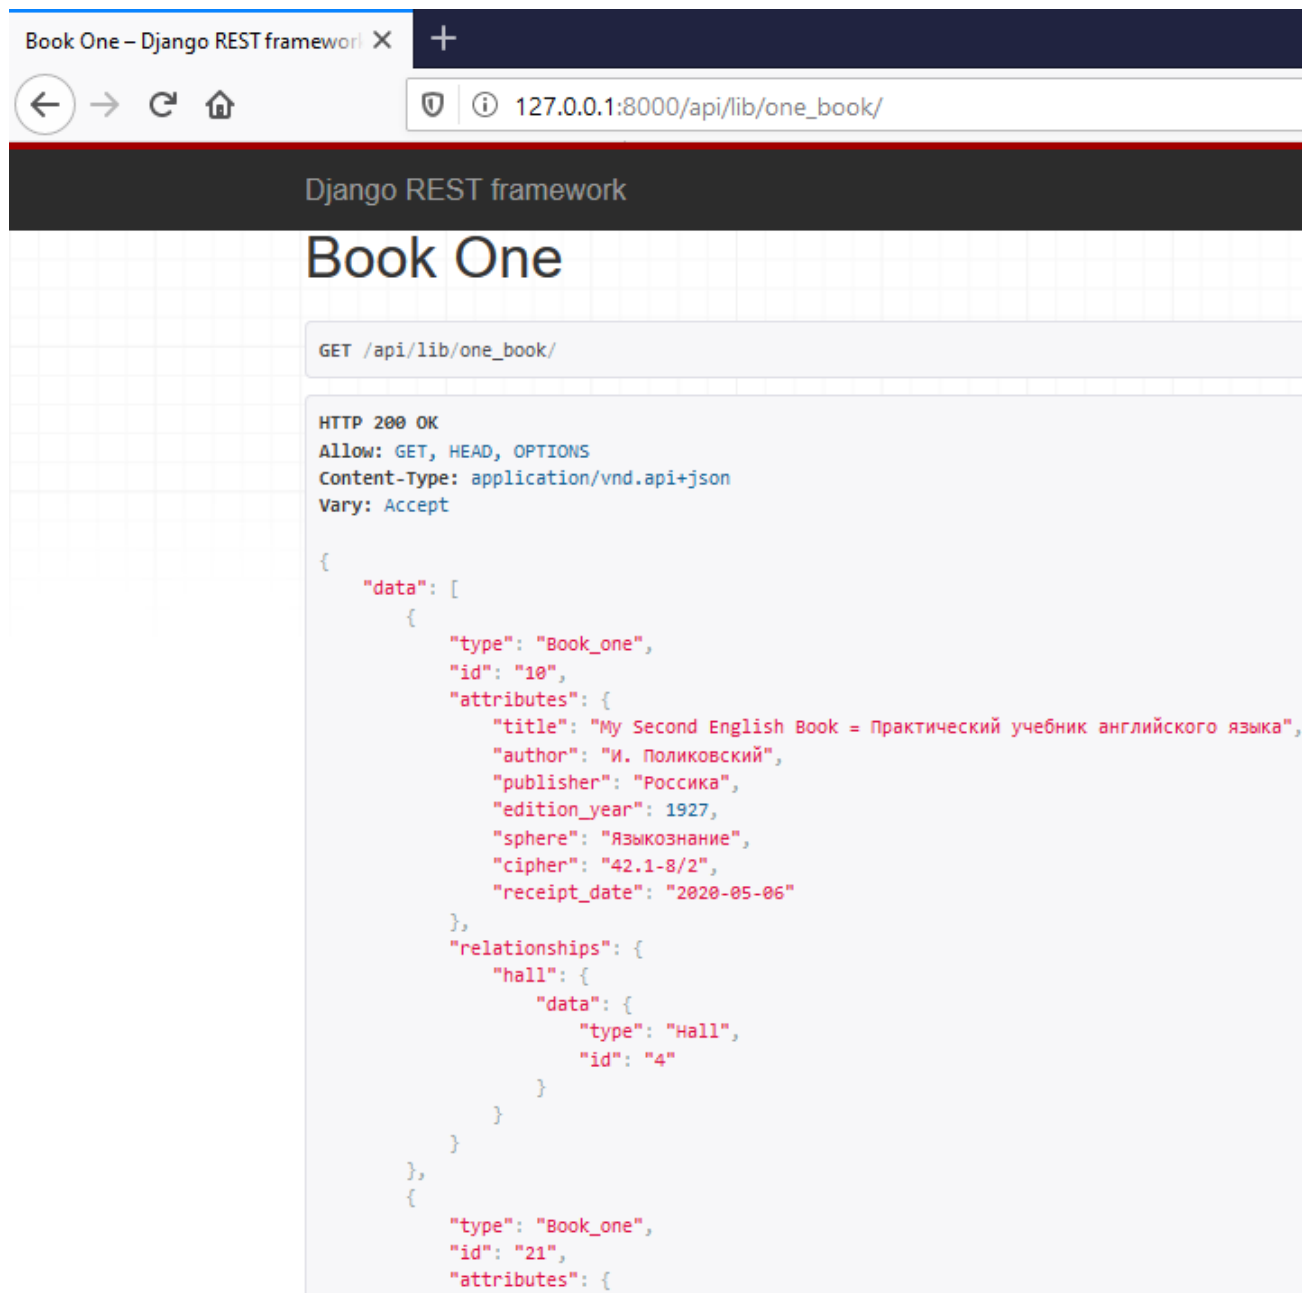 Book One – Django REST framewor
127.0.0.1:8000/api/lib/one_book/
Django REST framework
Book One
GET /api/lib/one_book/
HTTP 200 OK
Allow: GET, HEAD, OPTIONS
Content-Type: application/vnd.api+json
Vary: Accept
{
    "data": [
        {
            "type": "Book_one",
            "id": "10",
            "attributes": {
                "title": "My Second English Book = Практический учебник английского языка",
                "author": "И. Поликовский",
                "publisher": "Россика",
                "edition_year": 1927,
                "sphere": "Языкознание",
                "cipher": "42.1-8/2",
                "receipt_date": "2020-05-06"
            },
            "relationships": {
                "hall": {
                    "data": {
                        "type": "Hall",
                        "id": "4"
                    }
                }
            }
        },
        {
            "type": "Book_one",
            "id": "21",
            "attributes": {